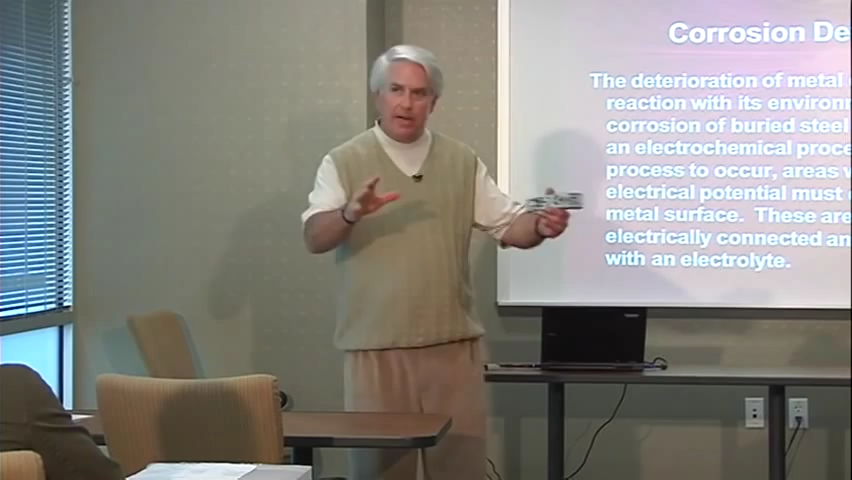 Corrosion De
The deterioration of metal
reaction with its environm
corrosion of buried steel
an electrochemical proce
process to occur, areas w
electrical potential must
metal surface. These are
electrically connected an
with an electrolyte.